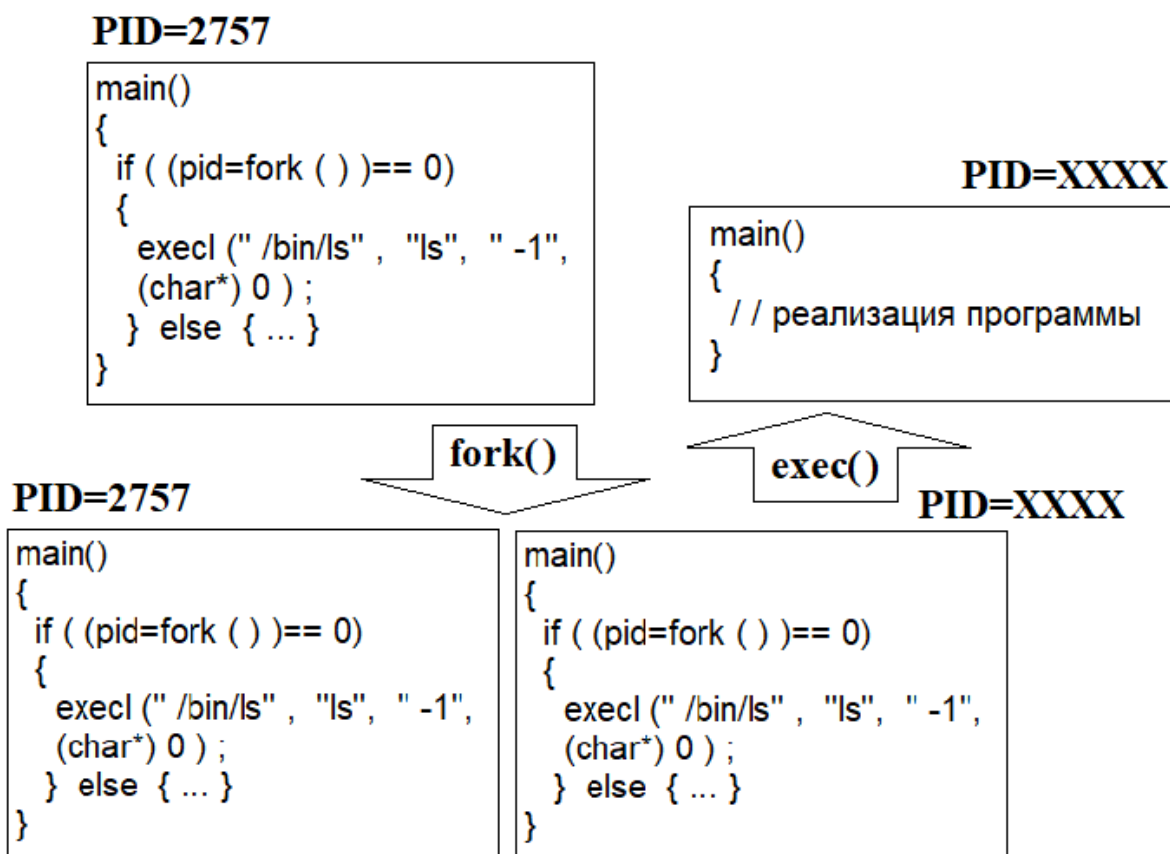 PID=2757
main()
{
if ( (pid=fork ( ) )== 0)
{
execl (" /bin/ls" , "ls", " -1",
(char*) 0 ) ;
} else { ... }
}
PID=XXXX
main()
{
/ / реализация программы
}
fork()
exec()
PID=2757
main()
{
if ( (pid=fork ( ) )== 0)
{
execl (" /bin/ls" , "ls", " -1",
(char*) 0 ) ;
} else { ... }
}
PID=XXXX
main()
{
if ( (pid=fork ( ) )== 0)
{
execl (" /bin/ls" , "ls", " -1",
(char*) 0 ) ;
} else { ... }
}